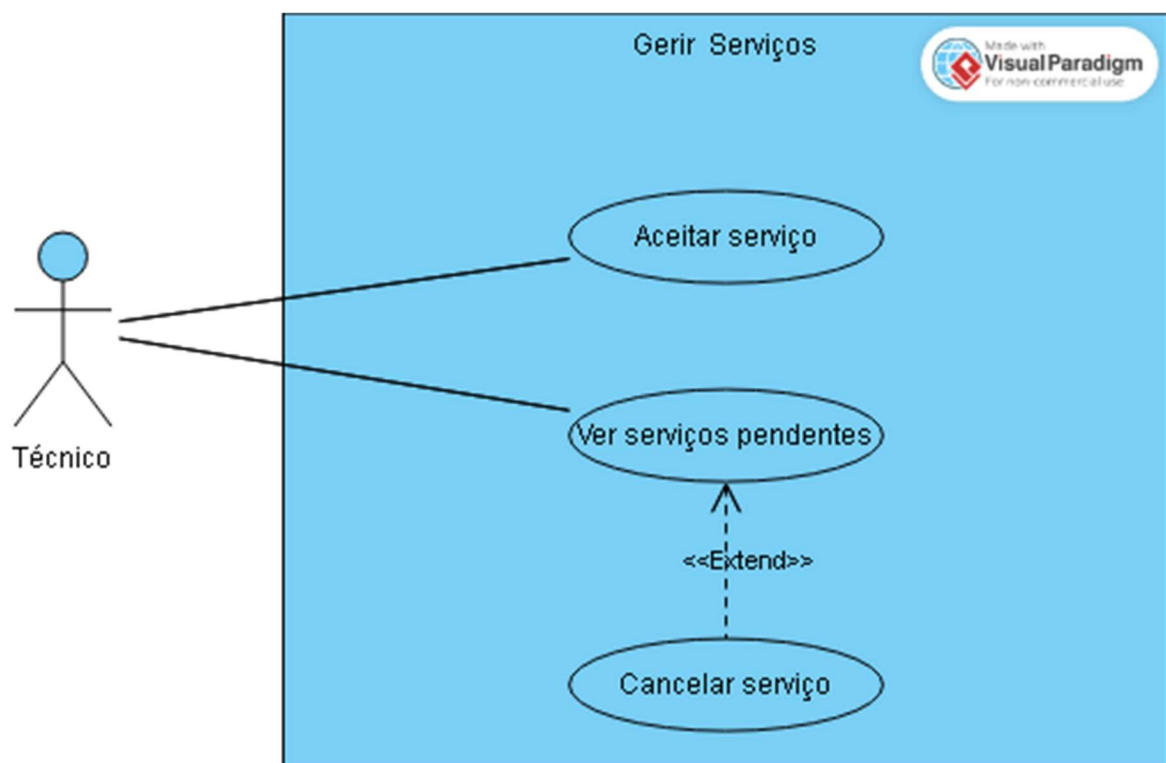 Gerir Serviços
Made with
Visual Paradigm
For non-commercial use
Aceitar serviço
Ver serviços pendentes
Técnico
<<Extend>>
Cancelar serviço